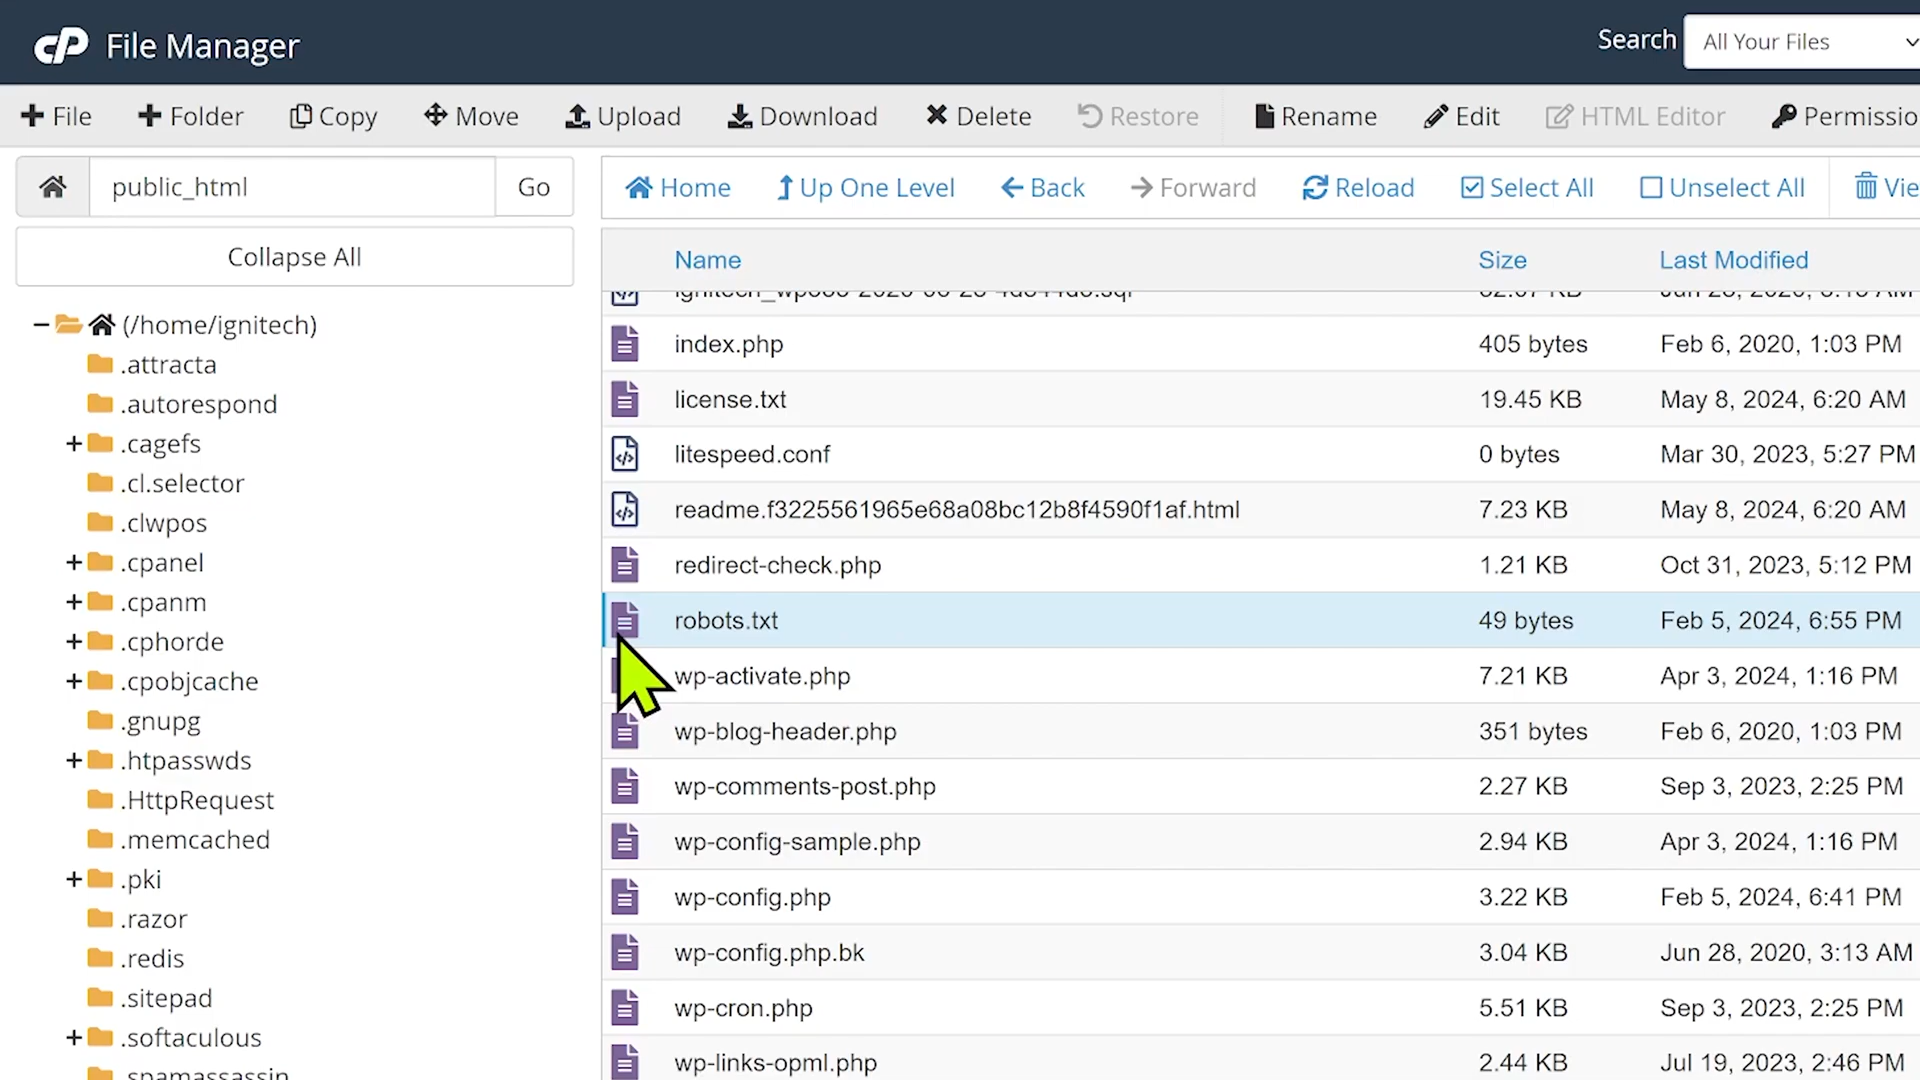 cP File Manager
Search All Your Files
File Folder Copy Move Upload Download Delete Restore Rename Edit HTML Editor Permissio
public_html Go
Home Up One Level Back Forward Reload Select All Unselect All Vie
Collapse All
Name Size Last Modified
(/home/ignitech)
.attracta
.autorespond
.cagefs
.cl.selector
.clwpos
.cpanel
.cpanm
.cphorde
.cpobjcache
.gnupg
.htpasswds
.HttpRequest
.memcached
.pki
.razor
.redis
.sitepad
.softaculous
spamassassin
index.php 405 bytes Feb 6, 2020, 1:03 PM
license.txt 19.45 KB May 8, 2024, 6:20 AM
litespeed.conf 0 bytes Mar 30, 2023, 5:27 PM
readme.f3225561965e68a08bc12b8f4590f1af.html 7.23 KB May 8, 2024, 6:20 AM
redirect-check.php 1.21 KB Oct 31, 2023, 5:12 PM
robots.txt 49 bytes Feb 5, 2024, 6:55 PM
wp-activate.php 7.21 KB Apr 3, 2024, 1:16 PM
wp-blog-header.php 351 bytes Feb 6, 2020, 1:03 PM
wp-comments-post.php 2.27 KB Sep 3, 2023, 2:25 PM
wp-config-sample.php 2.94 KB Apr 3, 2024, 1:16 PM
wp-config.php 3.22 KB Feb 5, 2024, 6:41 PM
wp-config.php.bk 3.04 KB Jun 28, 2020, 3:13 AM
wp-cron.php 5.51 KB Sep 3, 2023, 2:25 PM
wp-links-opml.php 2.44 KB Jul 19, 2023, 2:46 PM